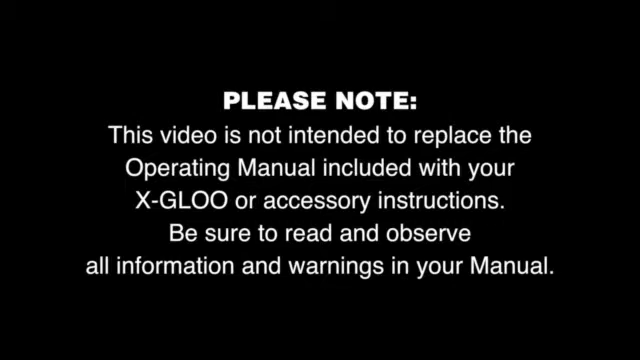 PLEASE NOTE:
This video is not intended to replace the
Operating Manual included with your
X-GLOO or accessory instructions.
Be sure to read and observe
all information and warnings in your Manual.